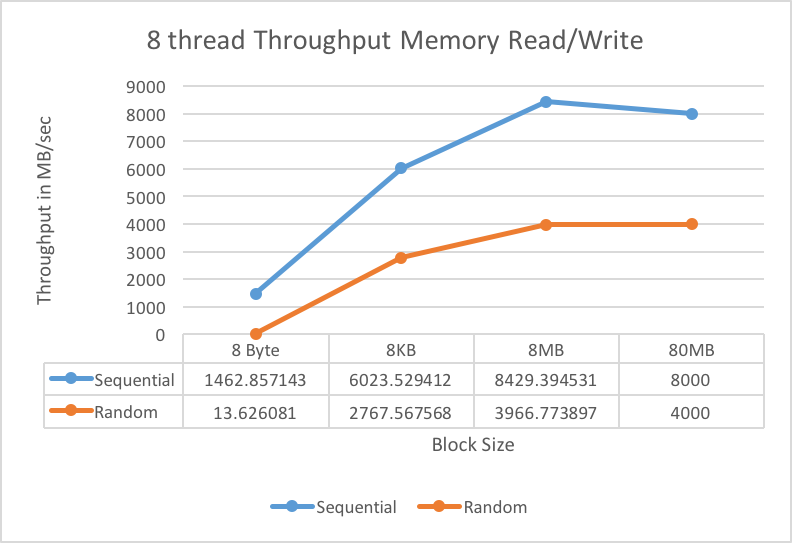 8 thread Throughput Memory Read/Write
Throughput in MB/sec
9000
8000
7000
6000
5000
4000
3000
2000
1000
0
8 Byte 8KB 8MB 80MB
Sequential 1462.857143 6023.529412 8429.394531 8000
Random 13.626081 2767.567568 3966.773897 4000
Block Size
Sequential Random